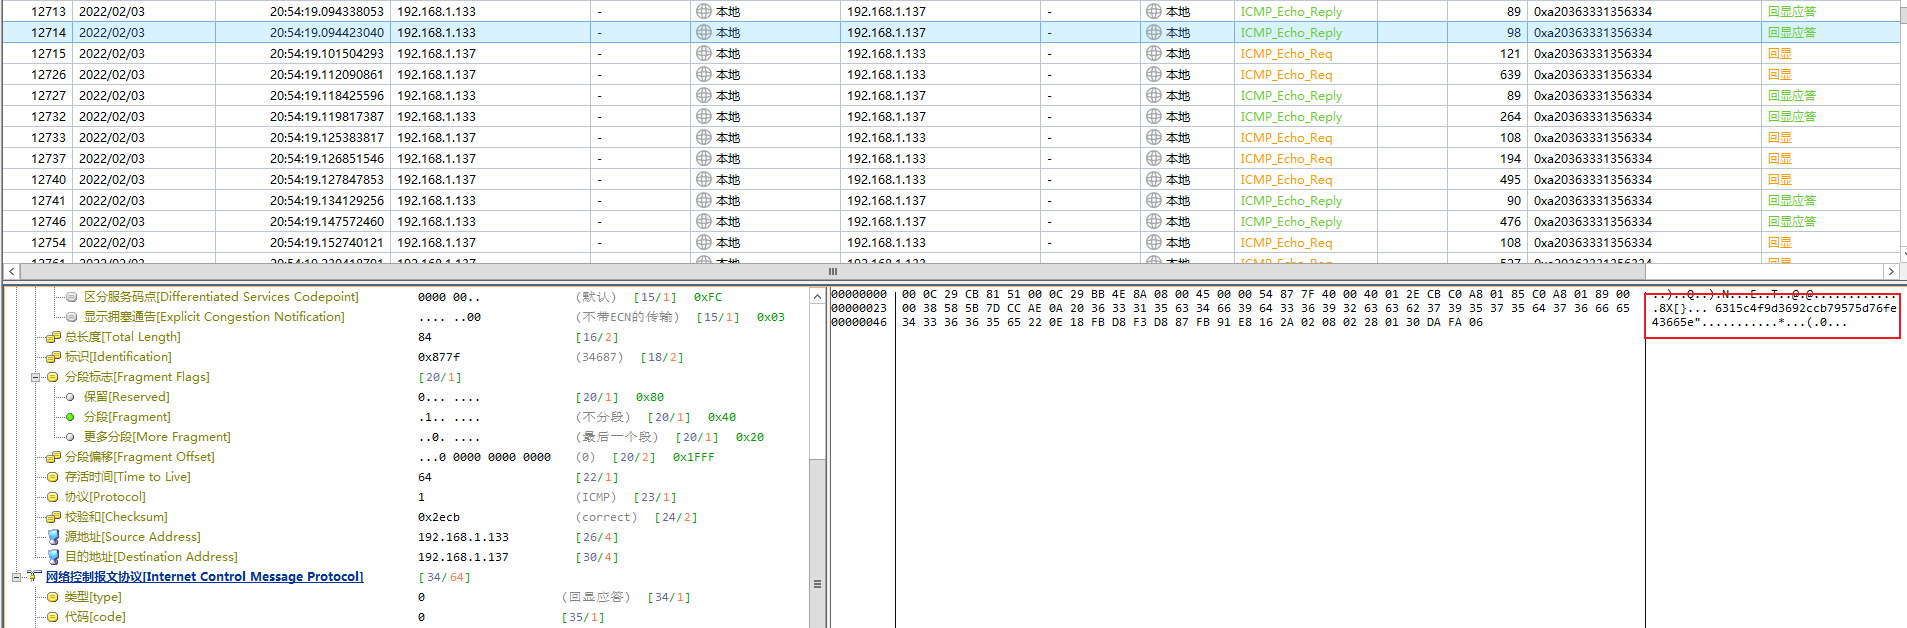 12713 2022/02/03 20:54:19.094338053 192.168.1.133 - 本地 192.168.1.137 - 本地 ICMP_Echo_Reply 89 0xa20363331356334 回显应答
12714 2022/02/03 20:54:19.094423040 192.168.1.133 - 本地 192.168.1.137 - 本地 ICMP_Echo_Reply 98 0xa20363331356334 回显应答
12715 2022/02/03 20:54:19.101504293 192.168.1.137 - 本地 192.168.1.133 - 本地 ICMP_Echo_Req 121 0xa20363331356334 回显
12726 2022/02/03 20:54:19.112090861 192.168.1.137 - 本地 192.168.1.133 - 本地 ICMP_Echo_Req 639 0xa20363331356334 回显
12727 2022/02/03 20:54:19.118425596 192.168.1.133 - 本地 192.168.1.137 - 本地 ICMP_Echo_Reply 89 0xa20363331356334 回显应答
12732 2022/02/03 20:54:19.119817387 192.168.1.133 - 本地 192.168.1.137 - 本地 ICMP_Echo_Reply 264 0xa20363331356334 回显应答
12733 2022/02/03 20:54:19.125383817 192.168.1.137 - 本地 192.168.1.133 - 本地 ICMP_Echo_Req 108 0xa20363331356334 回显
12737 2022/02/03 20:54:19.126851546 192.168.1.137 - 本地 192.168.1.133 - 本地 ICMP_Echo_Req 194 0xa20363331356334 回显
12740 2022/02/03 20:54:19.127847853 192.168.1.137 - 本地 192.168.1.133 - 本地 ICMP_Echo_Req 495 0xa20363331356334 回显
12741 2022/02/03 20:54:19.134129256 192.168.1.133 - 本地 192.168.1.137 - 本地 ICMP_Echo_Reply 90 0xa20363331356334 回显应答
12746 2022/02/03 20:54:19.147572460 192.168.1.133 - 本地 192.168.1.137 - 本地 ICMP_Echo_Reply 476 0xa20363331356334 回显应答
12754 2022/02/03 20:54:19.152740121 192.168.1.137 - 本地 192.168.1.133 - 本地 ICMP_Echo_Req 108 0xa20363331356334 回显
区分服务码点[Differentiated Services Codepoint] 0000 00.. (默认) [15/1] 0xFC
显示拥塞通告[Explicit Congestion Notification] .... ..00 (不带ECN的传输) [15/1] 0x03
总长度[Total Length] 84 [16/2]
标识[Identification] 0x877f (34687) [18/2]
分段标志[Fragment Flags] [20/1]
保留[Reserved] 0... .... [20/1] 0x80
分段[Fragment] .1.. .... (不分段) [20/1] 0x40
更多分段[More Fragment] ..0. .... (最后一个段) [20/1] 0x20
分段偏移[Fragment Offset] ...0 0000 0000 0000 (0) [20/2] 0x1FFF
存活时间[Time to Live] 64 [22/1]
协议[Protocol] 1 (ICMP) [23/1]
校验和[Checksum] 0x2ecb (correct) [24/2]
源地址[Source Address] 192.168.1.133 [26/4]
目的地址[Destination Address] 192.168.1.137 [30/4]
网络控制报文协议[Internet Control Message Protocol] [34/64]
类型[type] 0 (回显应答) [34/1]
代码[code] 0 [35/1]
00000000 00 0C 29 CB 81 51 00 0C 29 BB 4E 8A 08 00 45 00 00 54 87 7F 40 00 40 01 2E CB C0 A8 01 85 C0 A8 01 89 00
00000023 00 38 58 5B 7D CC AE 0A 20 36 33 31 35 63 34 66 39 64 33 36 39 32 63 63 62 37 39 35 37 35 64 37 36 66 65 .8X[}... 6315c4f9d3692ccb79575d76fe
00000046 34 33 36 36 35 65 22 0E 18 FB D8 F3 D8 87 FB 91 E8 16 2A 02 08 02 28 01 30 DA FA 06 43665e"...........*...(.0...